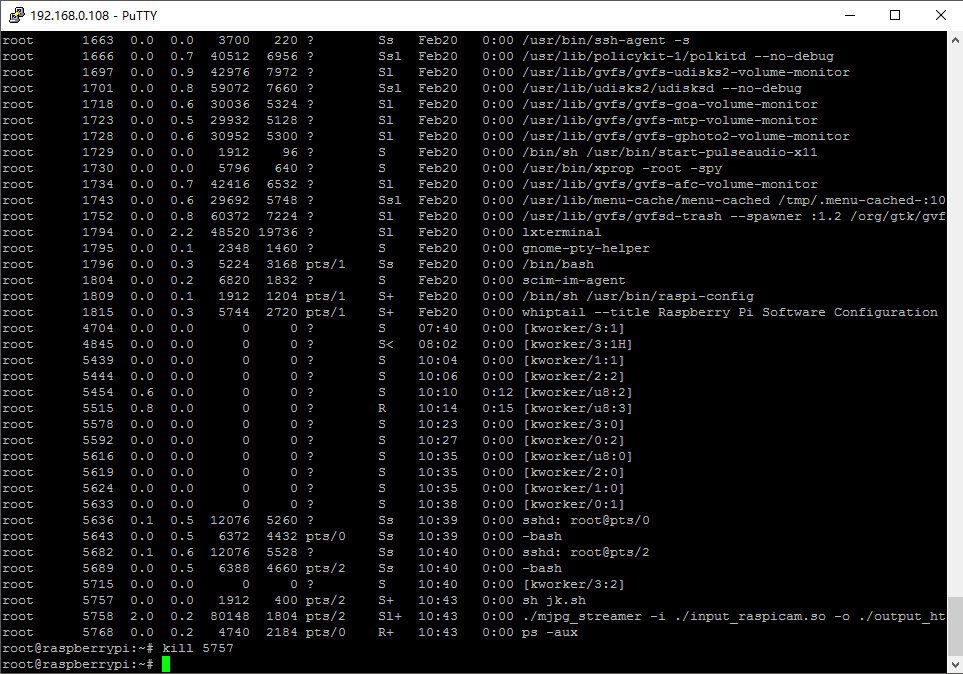 192.168.0.108 - PuTTY
root 1663 0.0 0.0 3700 220 ? Ss Feb20 0:00 /usr/bin/ssh-agent -s
root 1666 0.0 0.7 40512 6956 ? Ssl Feb20 0:00 /usr/lib/policykit-1/polkitd --no-debug
root 1697 0.0 0.9 42976 7972 ? Sl Feb20 0:00 /usr/lib/gvfs/gvfs-udisks2-volume-monitor
root 1701 0.0 0.8 59072 7660 ? Ssl Feb20 0:00 /usr/lib/udisks2/udisksd --no-debug
root 1718 0.0 0.6 30036 5324 ? Sl Feb20 0:00 /usr/lib/gvfs/gvfs-goa-volume-monitor
root 1723 0.0 0.5 29932 5128 ? Sl Feb20 0:00 /usr/lib/gvfs/gvfs-mtp-volume-monitor
root 1728 0.0 0.6 30952 5300 ? Sl Feb20 0:00 /usr/lib/gvfs/gvfs-gphoto2-volume-monitor
root 1729 0.0 0.0 1912 96 ? S Feb20 0:00 /bin/sh /usr/bin/start-pulseaudio-x11
root 1730 0.0 0.0 5796 640 ? S Feb20 0:00 /usr/bin/xprop -root -spy
root 1734 0.0 0.7 42416 6532 ? Sl Feb20 0:00 /usr/lib/gvfs/gvfs-afc-volume-monitor
root 1743 0.0 0.6 29692 5748 ? Ssl Feb20 0:00 /usr/lib/menu-cache/menu-cached /tmp/.menu-cached-:10
root 1752 0.0 0.8 60372 7224 ? Sl Feb20 0:00 /usr/lib/gvfs/gvfsd-trash --spawner :1.2 /org/gtk/gvf
root 1794 0.0 2.2 48520 19736 ? Sl Feb20 0:00 lxterminal
root 1795 0.0 0.1 2348 1460 ? S Feb20 0:00 gnome-pty-helper
root 1796 0.0 0.3 5224 3168 pts/1 Ss Feb20 0:00 /bin/bash
root 1804 0.0 0.2 6820 1832 ? S Feb20 0:00 scim-im-agent
root 1809 0.0 0.1 1912 1204 pts/1 S+ Feb20 0:00 /bin/sh /usr/bin/raspi-config
root 1815 0.0 0.3 5744 2720 pts/1 S+ Feb20 0:00 whiptail --title Raspberry Pi Software Configuration
root 4704 0.0 0.0 0 0 ? S 07:40 0:00 [kworker/3:1]
root 4845 0.0 0.0 0 0 ? S< 08:02 0:00 [kworker/3:1H]
root 5439 0.0 0.0 0 0 ? S 10:04 0:00 [kworker/1:1]
root 5444 0.0 0.0 0 0 ? S 10:06 0:00 [kworker/2:2]
root 5454 0.6 0.0 0 0 ? S 10:10 0:12 [kworker/u8:2]
root 5515 0.8 0.0 0 0 ? R 10:14 0:15 [kworker/u8:3]
root 5578 0.0 0.0 0 0 ? S 10:23 0:00 [kworker/3:0]
root 5592 0.0 0.0 0 0 ? S 10:27 0:00 [kworker/0:2]
root 5616 0.0 0.0 0 0 ? S 10:35 0:00 [kworker/u8:0]
root 5619 0.0 0.0 0 0 ? S 10:35 0:00 [kworker/2:0]
root 5624 0.0 0.0 0 0 ? S 10:35 0:00 [kworker/1:0]
root 5633 0.0 0.0 0 0 ? S 10:38 0:00 [kworker/0:1]
root 5636 0.1 0.5 12076 5260 ? Ss 10:39 0:00 sshd: root@pts/0
root 5643 0.0 0.5 6372 4432 pts/0 Ss 10:39 0:00 -bash
root 5682 0.1 0.6 12076 5528 ? Ss 10:40 0:00 sshd: root@pts/2
root 5689 0.0 0.5 6388 4660 pts/2 Ss 10:40 0:00 -bash
root 5715 0.0 0.0 0 0 ? S 10:40 0:00 [kworker/3:2]
root 5757 0.0 0.0 1912 400 pts/2 S+ 10:43 0:00 sh jk.sh
root 5758 2.0 0.2 80148 1804 pts/2 Sl+ 10:43 0:00 ./mjpg_streamer -i ./input_raspicam.so -o ./output_ht
root 5768 0.0 0.2 4740 2184 pts/0 R+ 10:43 0:00 ps -aux
root@raspberrypi:~# kill 5757
root@raspberrypi:~#